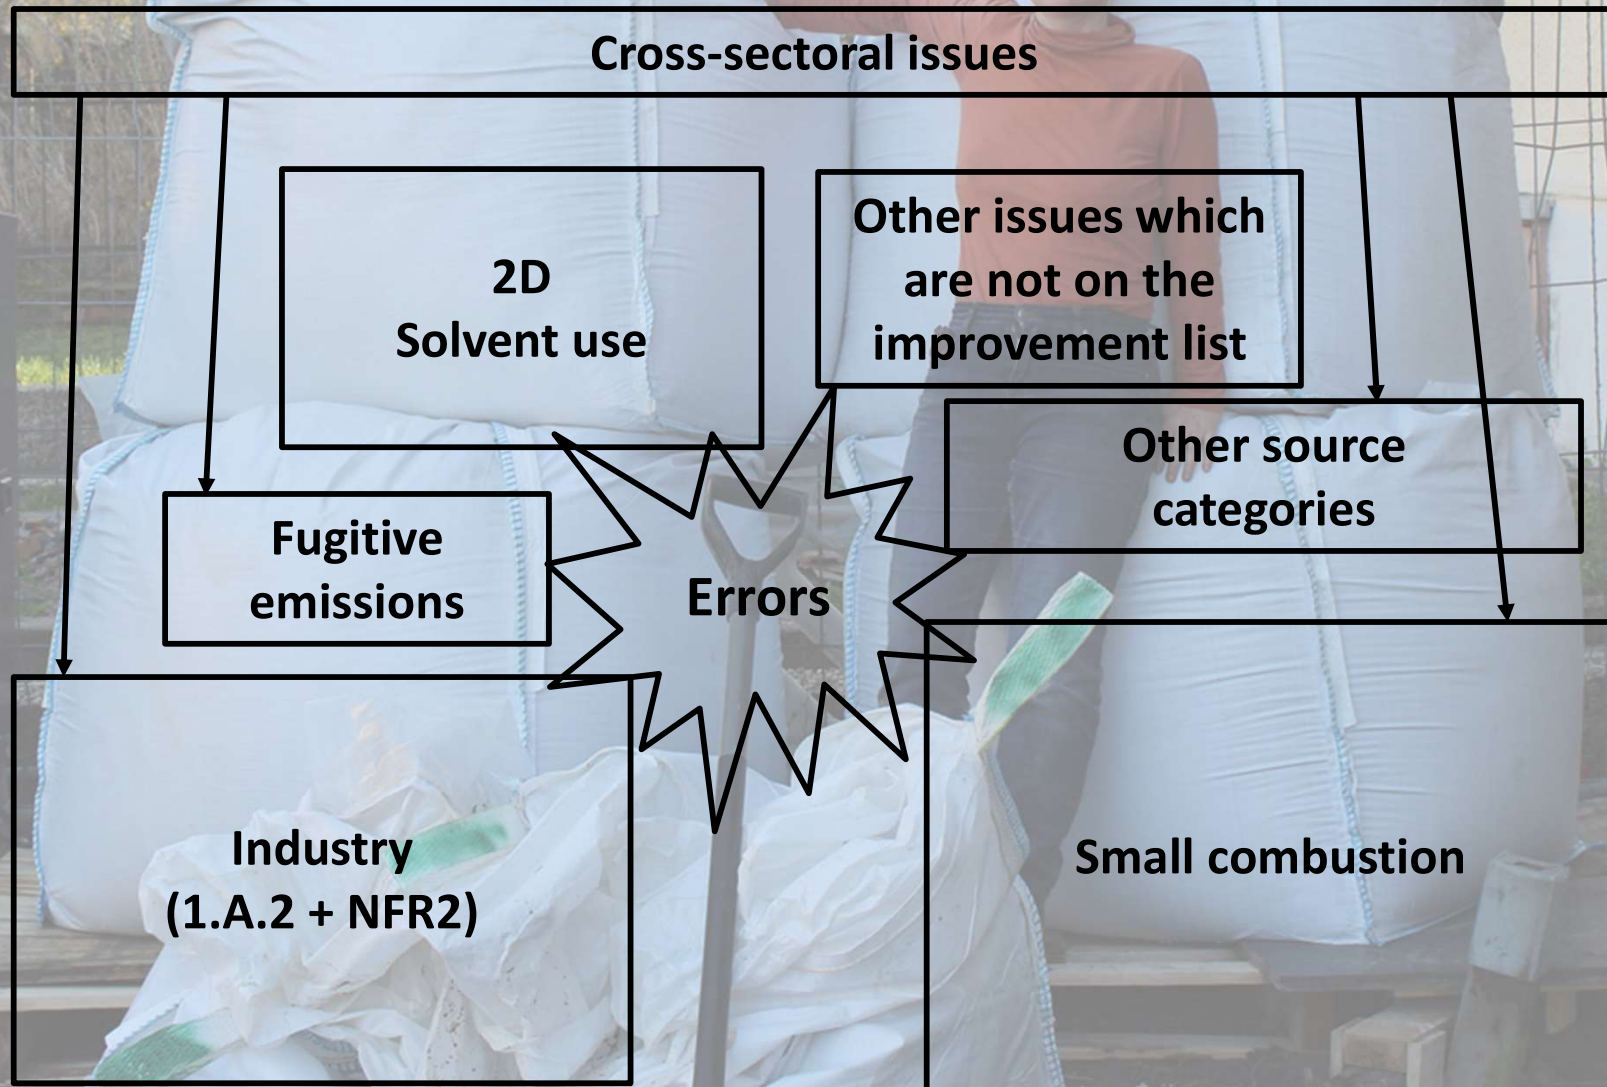 Cross-sectoral issues
2D
Solvent use
Other issues which
are not on the
improvement list
Other source
categories
Fugitive
emissions
Errors
Industry
(1.A.2 + NFR2)
Small combustion